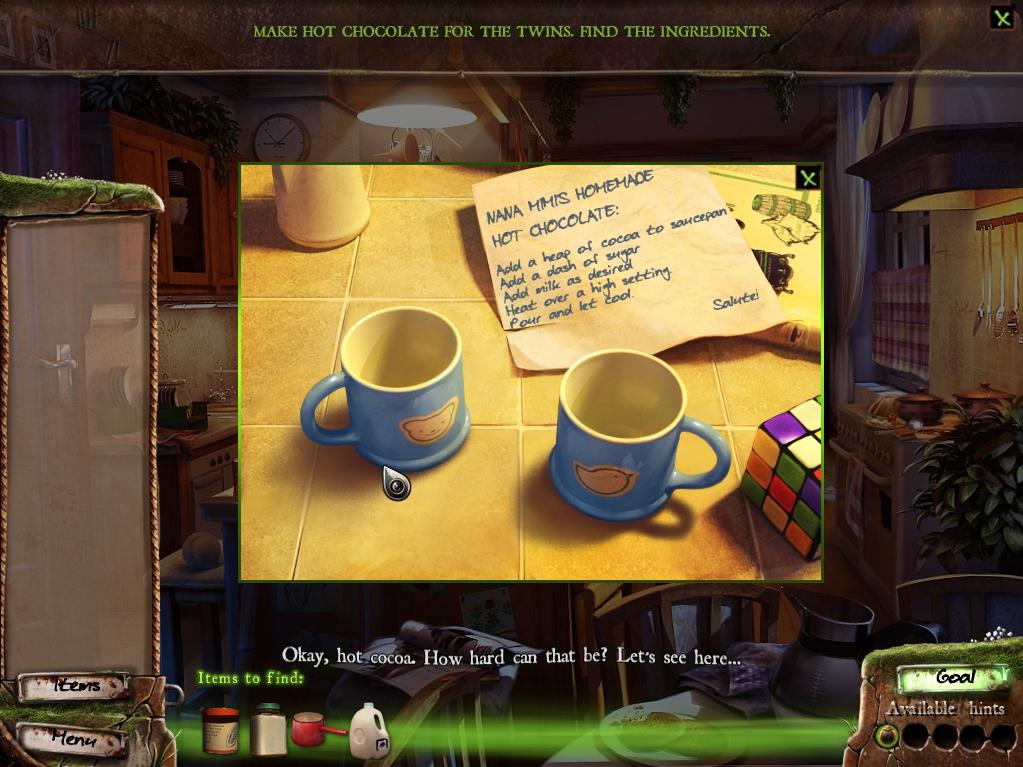 MAKE HOT CHOCOLATE FOR THE TWINS. FIND THE INGREDIENTS.
NANA MIMI'S HOMEMADE
HOT CHOCOLATE:
Add a heap of cocoa to saucepan
Add a dash of sugar
Add milk as desired
Heat over a high setting.
Pour and let cool.
Salute!
Okay, hot cocoa. How hard can that be? Let's see here...
Items to find:
Items
Menu
Goal
Available hints